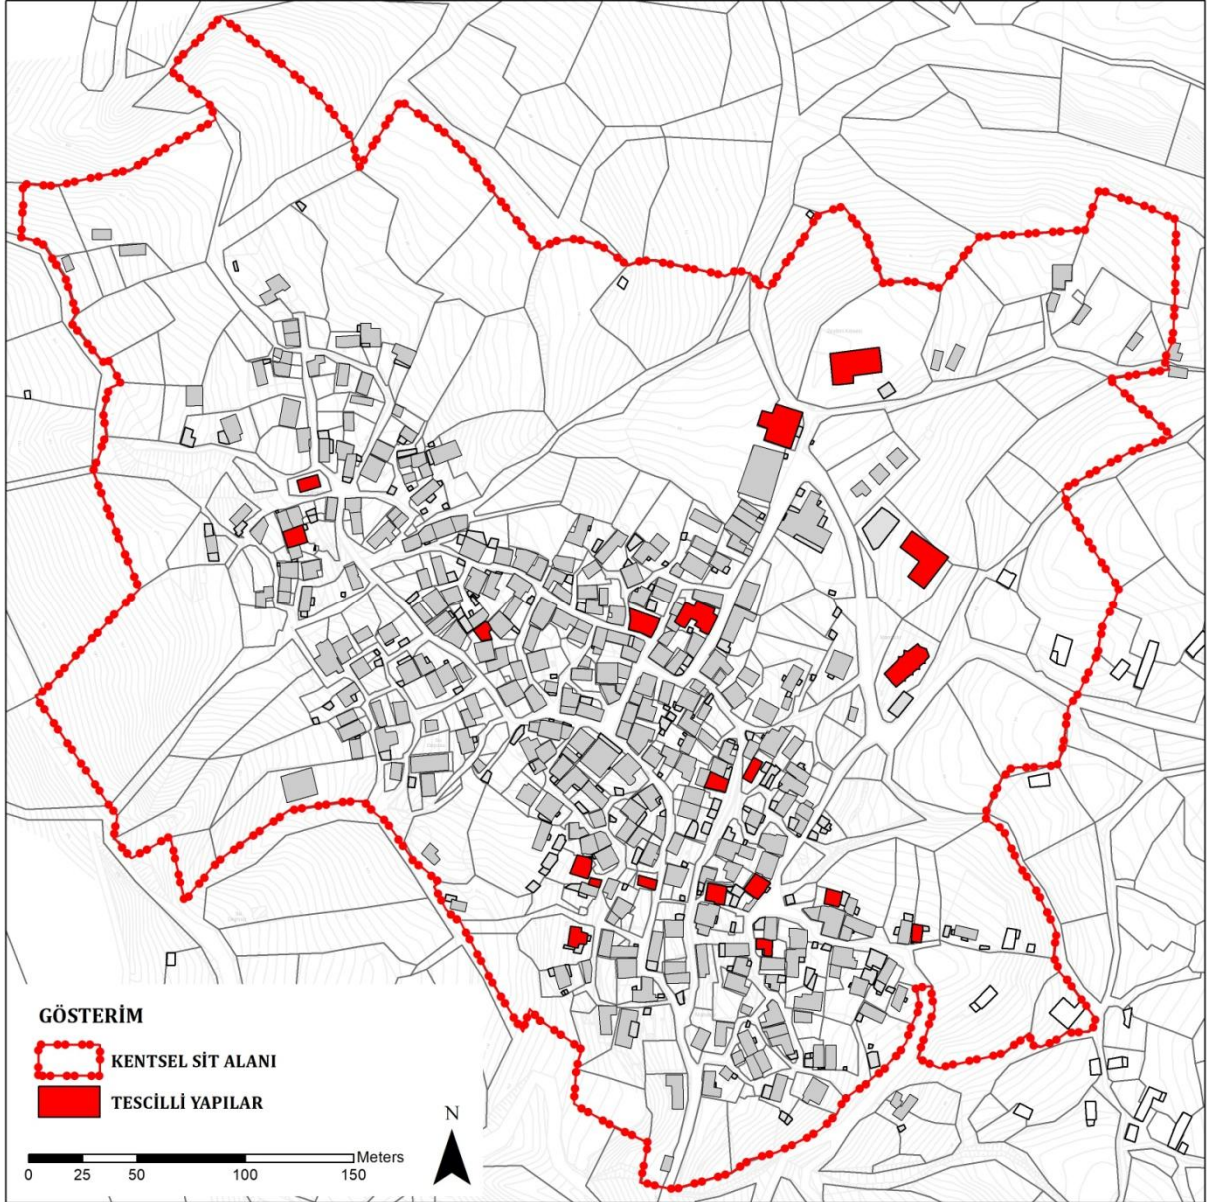 GÖSTERİM
KENTSEL SİT ALANI
TESCİLLİ YAPILAR
N
Meters
0 25 50 100 150